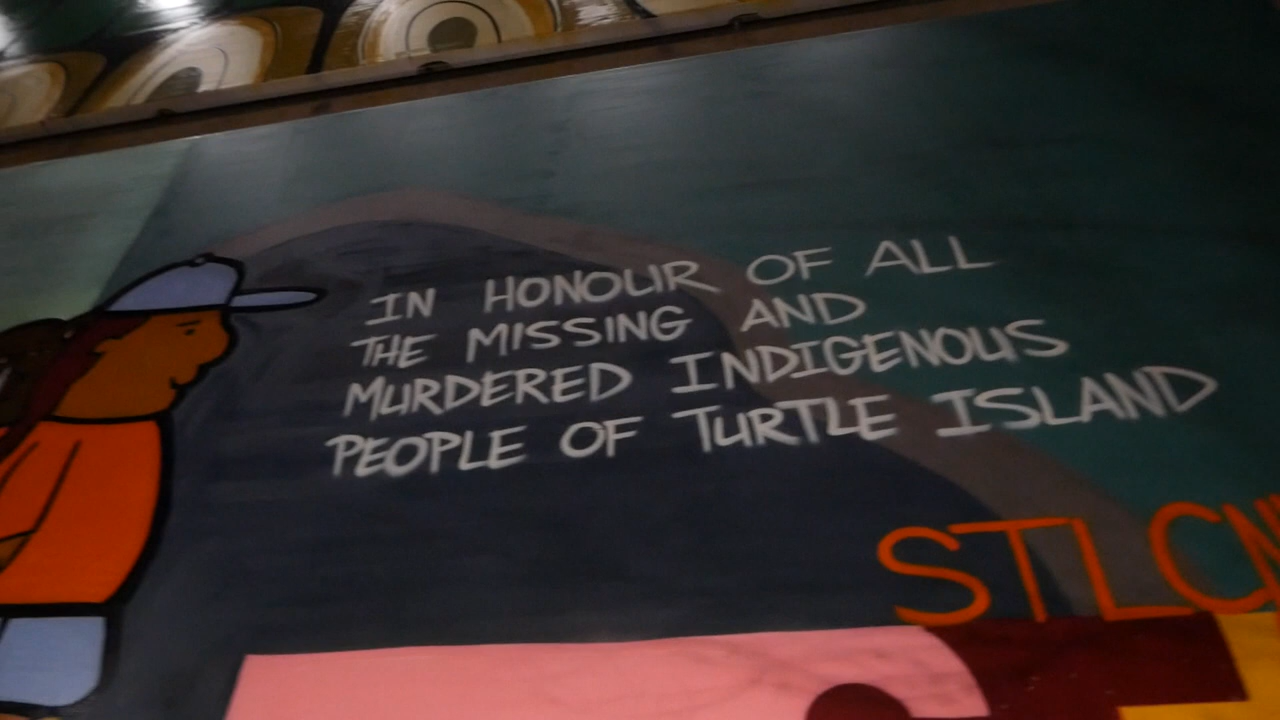 IN HONOUR OF ALL
THE MISSING AND
MURDERED INDIGENOUS
PEOPLE OF TURTLE ISLAND